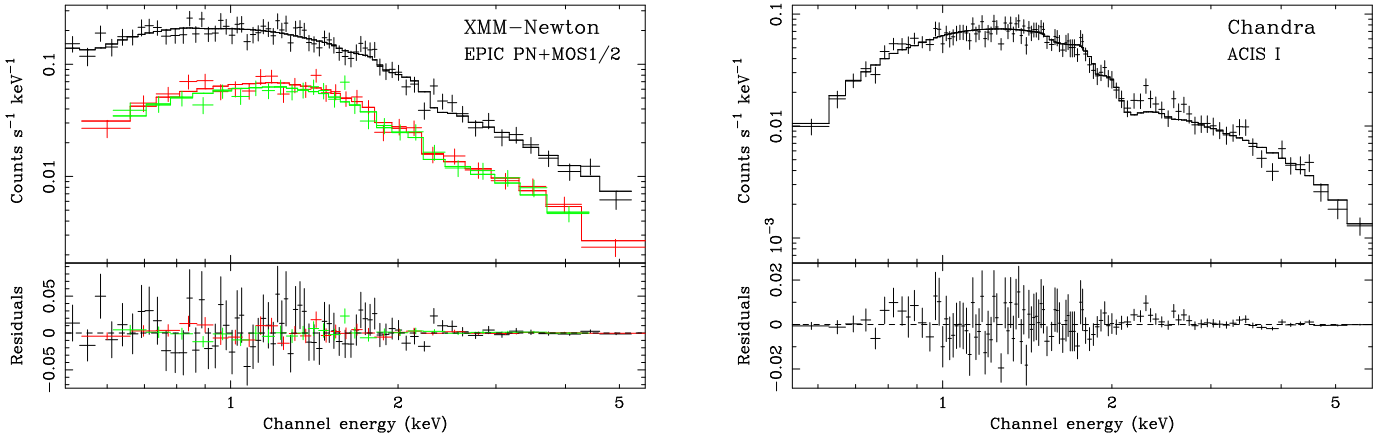 XMM-Newton
EPIC PN+MOS1/2
Counts s⁻¹ keV⁻¹
0.1
0.01
Residuals
0.05
0
−0.05
1
2
5
Channel energy (keV)
Chandra
ACIS I
Counts s⁻¹ keV⁻¹
0.1
0.01
10⁻³
Residuals
0.02
0
−0.02
1
2
5
Channel energy (keV)